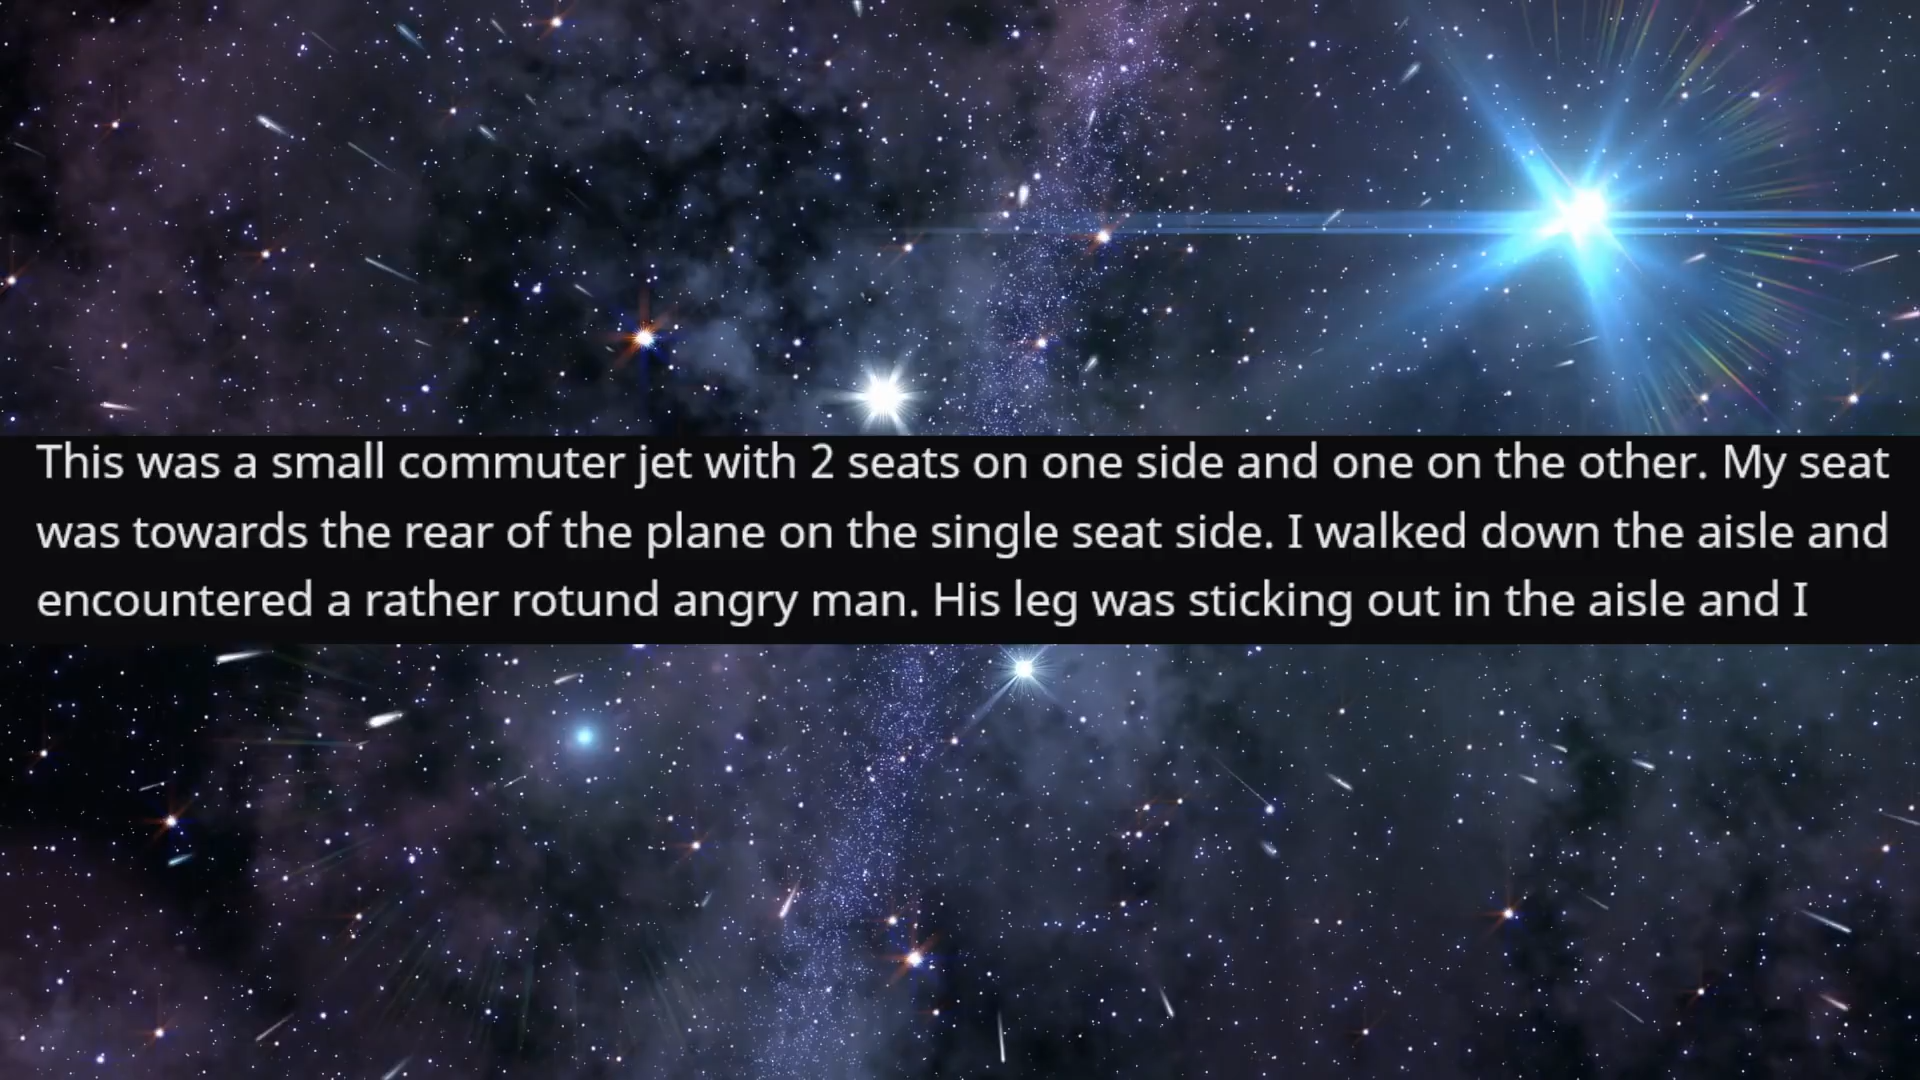 This was a small commuter jet with 2 seats on one side and one on the other. My seat
was towards the rear of the plane on the single seat side. I walked down the aisle and
encountered a rather rotund angry man. His leg was sticking out in the aisle and I